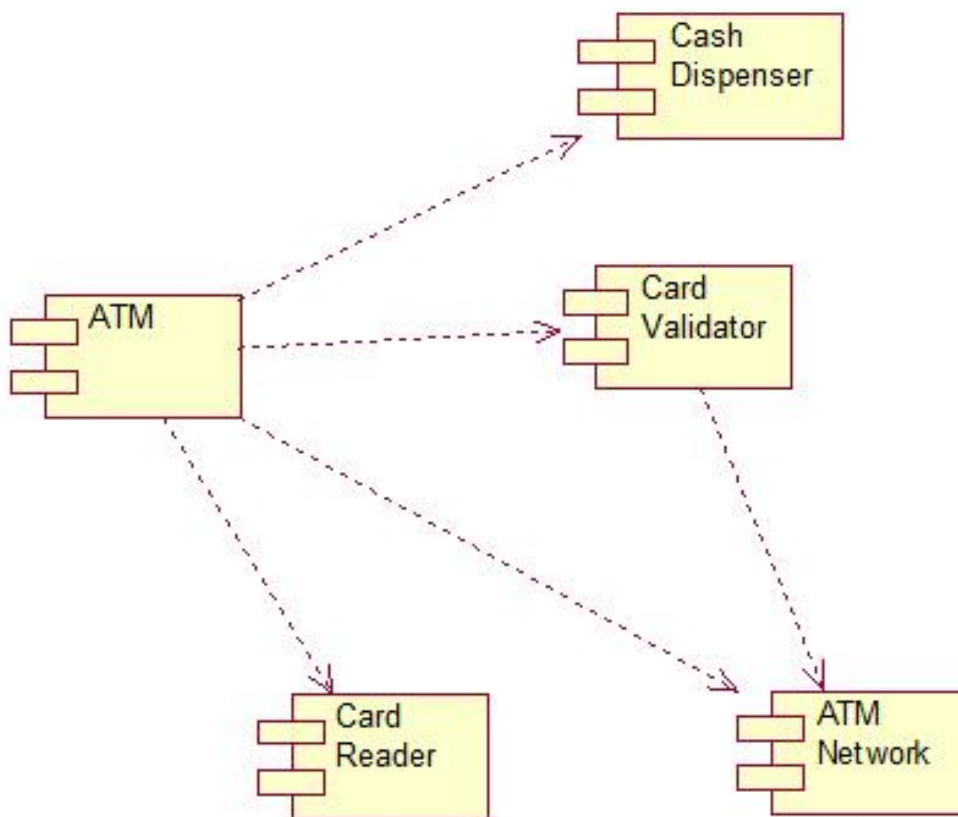 Cash
Dispenser
ATM
Card
Validator
Card
Reader
ATM
Network